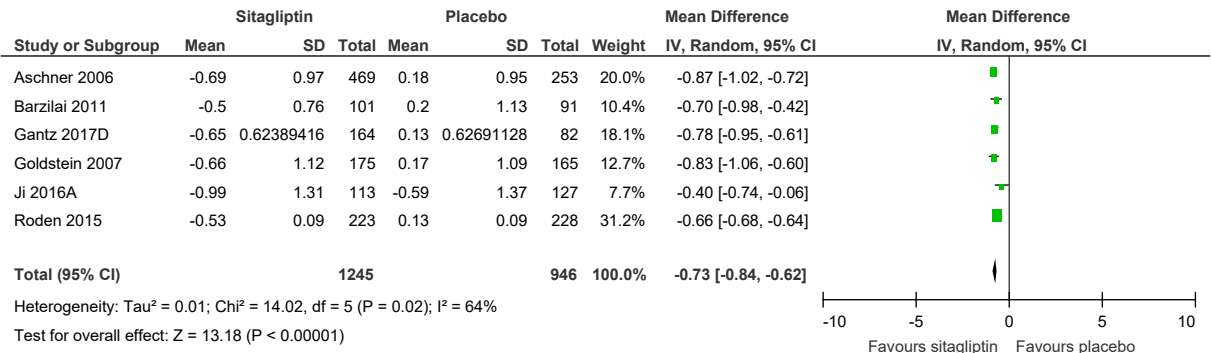 Sitagliptin Placebo Mean Difference Mean Difference
Study or Subgroup Mean SD Total Mean SD Total Weight IV, Random, 95% CI IV, Random, 95% CI
Aschner 2006 -0.69 0.97 469 0.18 0.95 253 20.0% -0.87 [-1.02, -0.72]
Barzilai 2011 -0.5 0.76 101 0.2 1.13 91 10.4% -0.70 [-0.98, -0.42]
Gantz 2017D -0.65 0.62389416 164 0.13 0.62691128 82 18.1% -0.78 [-0.95, -0.61]
Goldstein 2007 -0.66 1.12 175 0.17 1.09 165 12.7% -0.83 [-1.06, -0.60]
Ji 2016A -0.99 1.31 113 -0.59 1.37 127 7.7% -0.40 [-0.74, -0.06]
Roden 2015 -0.53 0.09 223 0.13 0.09 228 31.2% -0.66 [-0.68, -0.64]
Total (95% CI) 1245 946 100.0% -0.73 [-0.84, -0.62]
Heterogeneity: Tau² = 0.01; Chi² = 14.02, df = 5 (P = 0.02); I² = 64%
Test for overall effect: Z = 13.18 (P < 0.00001)
-10 -5 0 5 10
Favours sitagliptin Favours placebo